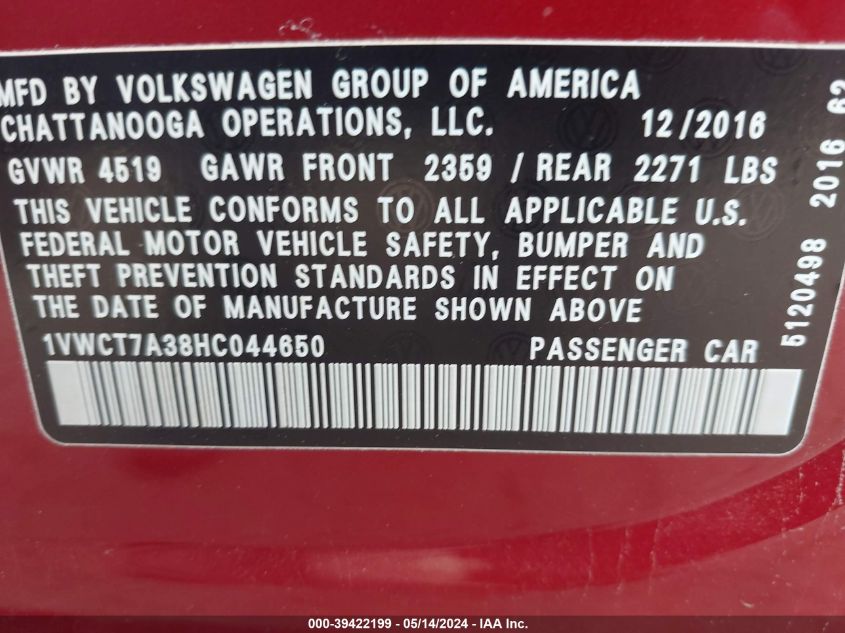 MFD BY VOLKSWAGEN GROUP OF AMERICA
CHATTANOOGA OPERATIONS, LLC. 12/2016
GVWR 4519 GAWR FRONT 2359 / REAR 2271 LBS
THIS VEHICLE CONFORMS TO ALL APPLICABLE U.S.
FEDERAL MOTOR VEHICLE SAFETY, BUMPER AND
THEFT PREVENTION STANDARDS IN EFFECT ON
THE DATE OF MANUFACTURE SHOWN ABOVE
1VWCT7A38HC044650 PASSENGER CAR
5120498 2016 62
000-39422199 - 05/14/2024 - IAA Inc.